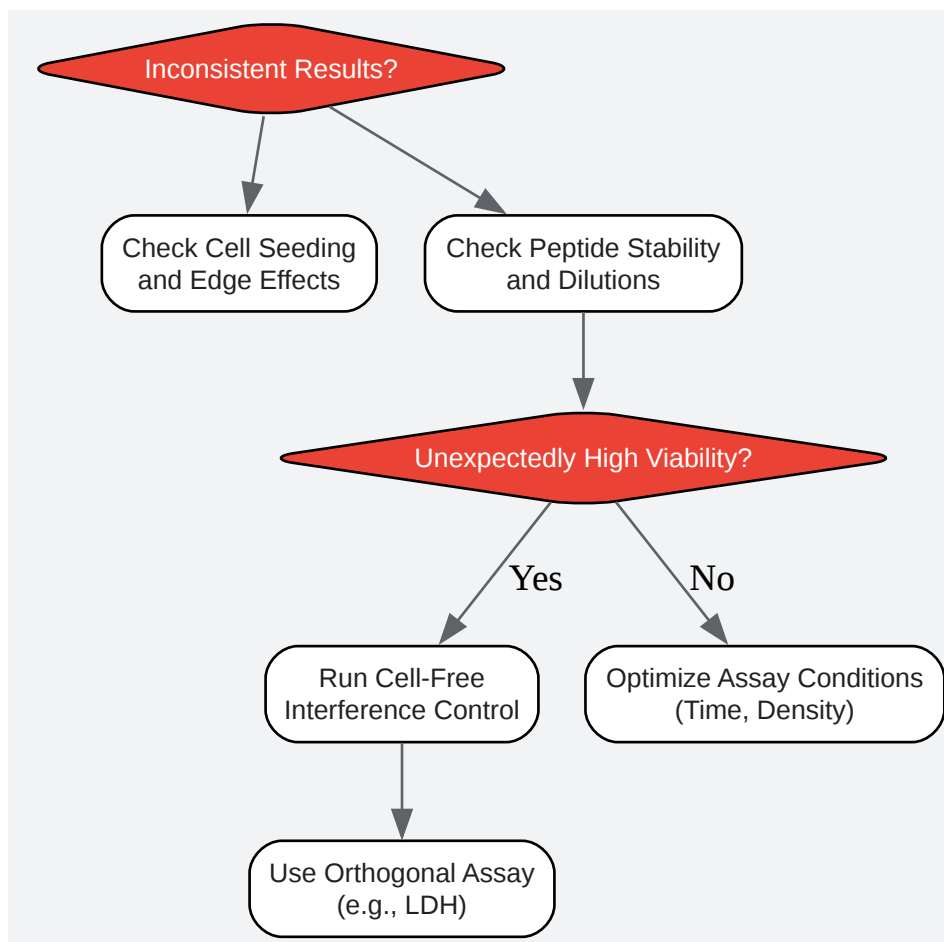 Inconsistent Results?
Check Cell Seeding
and Edge Effects
Check Peptide Stability
and Dilutions
Unexpectedly High Viability?
Yes
No
Run Cell-Free
Interference Control
Optimize Assay Conditions
(Time, Density)
Use Orthogonal Assay
(e.g., LDH)